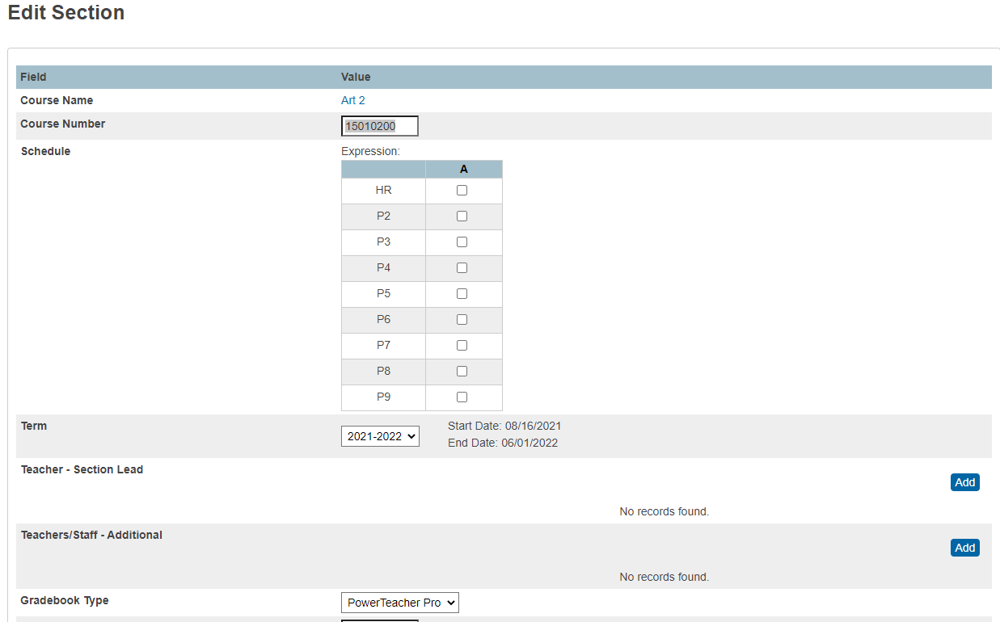 Edit Section
Field Value
Course Name Art 2
Course Number 15010200
Schedule Expression:
A
HR
P2
P3
P4
P5
P6
P7
P8
P9
Term 2021-2022 Start Date: 08/16/2021
End Date: 06/01/2022
Teacher - Section Lead
Add
No records found.
Teachers/Staff - Additional
Add
No records found.
Gradebook Type PowerTeacher Pro